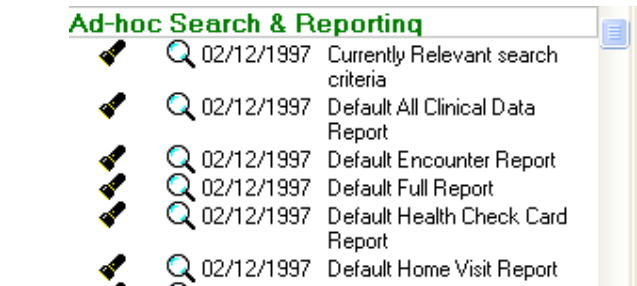 Ad-hoc Search & Reporting
02/12/1997 Currently Relevant search
criteria
02/12/1997 Default All Clinical Data
Report
02/12/1997 Default Encounter Report
02/12/1997 Default Full Report
02/12/1997 Default Health Check Card
Report
02/12/1997 Default Home Visit Report